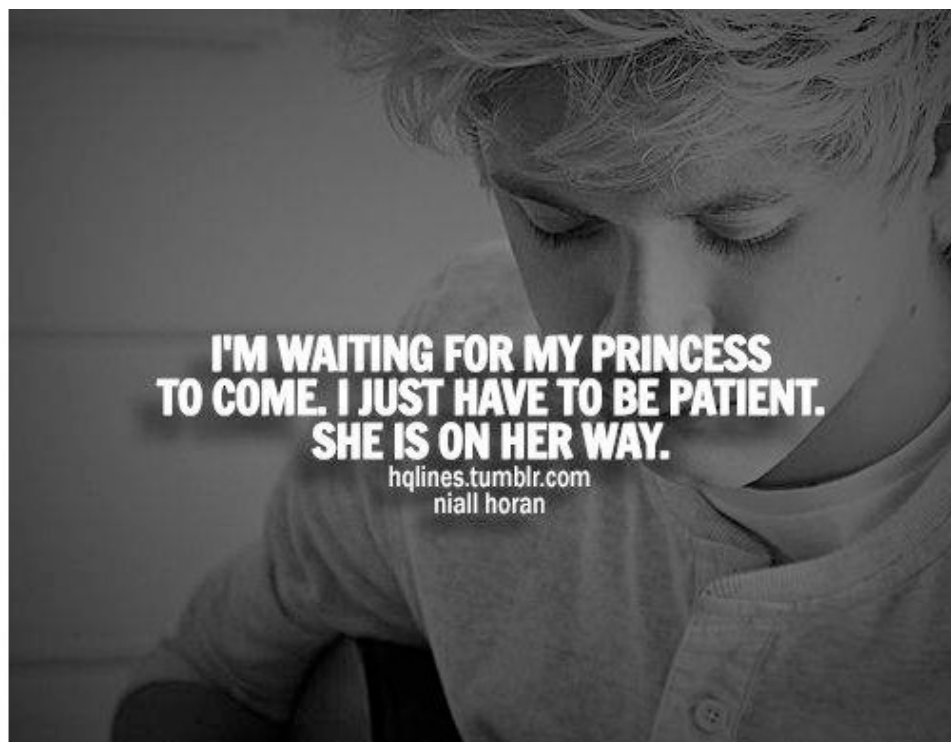 I'M WAITING FOR MY PRINCESS
TO COME. I JUST HAVE TO BE PATIENT.
SHE IS ON HER WAY.
hqlines.tumblr.com
niall horan